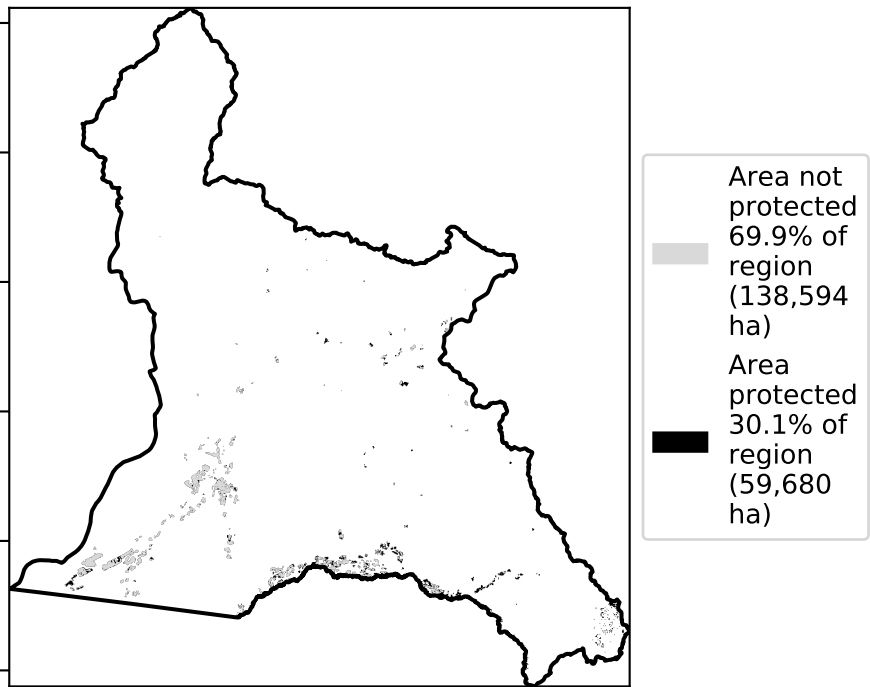 Area not
protected
69.9% of
region
(138,594
ha)
Area
protected
30.1% of
region
(59,680
ha)